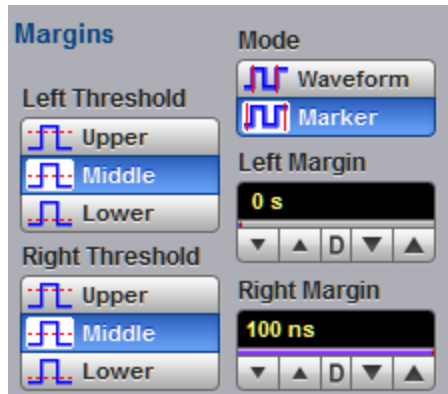 Margins
Mode
Waveform
Marker
Left Threshold
Upper
Middle
Lower
Left Margin
0 s
D
Right Threshold
Upper
Middle
Lower
Right Margin
100 ns
D